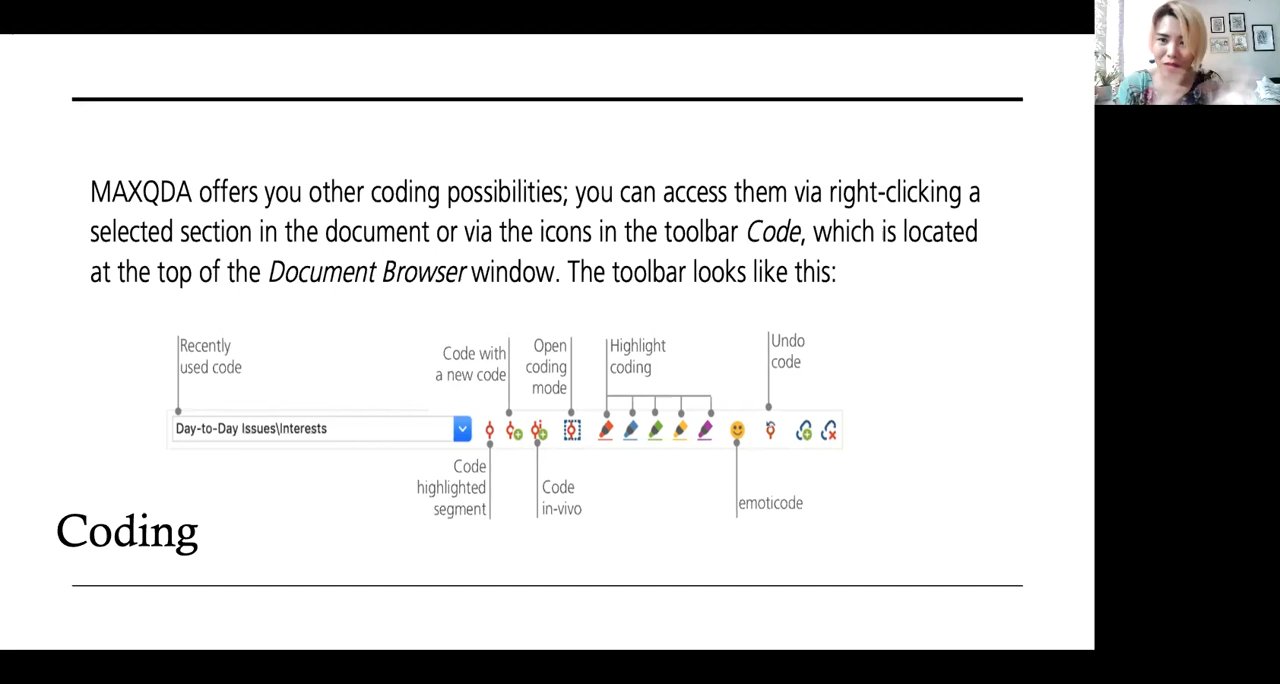 MAXQDA offers you other coding possibilities; you can access them via right-clicking a
selected section in the document or via the icons in the toolbar Code, which is located
at the top of the Document Browser window. The toolbar looks like this:
Recently
used code
Code with
a new code
Open
coding
mode
Highlight
coding
Undo
code
Day-to-Day Issues\Interests
Code
highlighted
segment
Code
in-vivo
emoticode
Coding